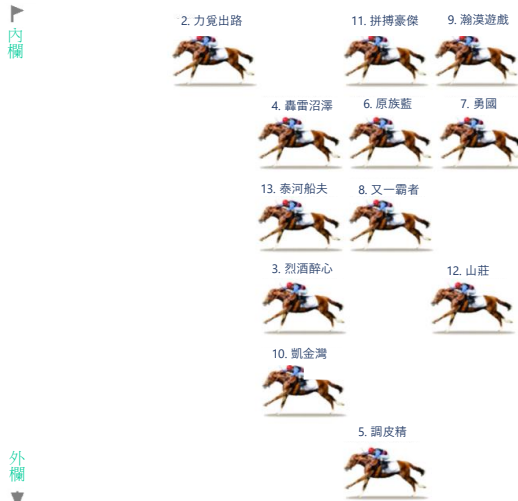 內欄
2. 力覓出路
11. 拼搏豪傑
9. 瀚漠遊戲
4. 轟雷沼澤
6. 原族藍
7. 勇國
13. 泰河船夫
8. 又一霸者
3. 烈酒醉心
12. 山莊
10. 凱金灣
5. 調皮精
外欄